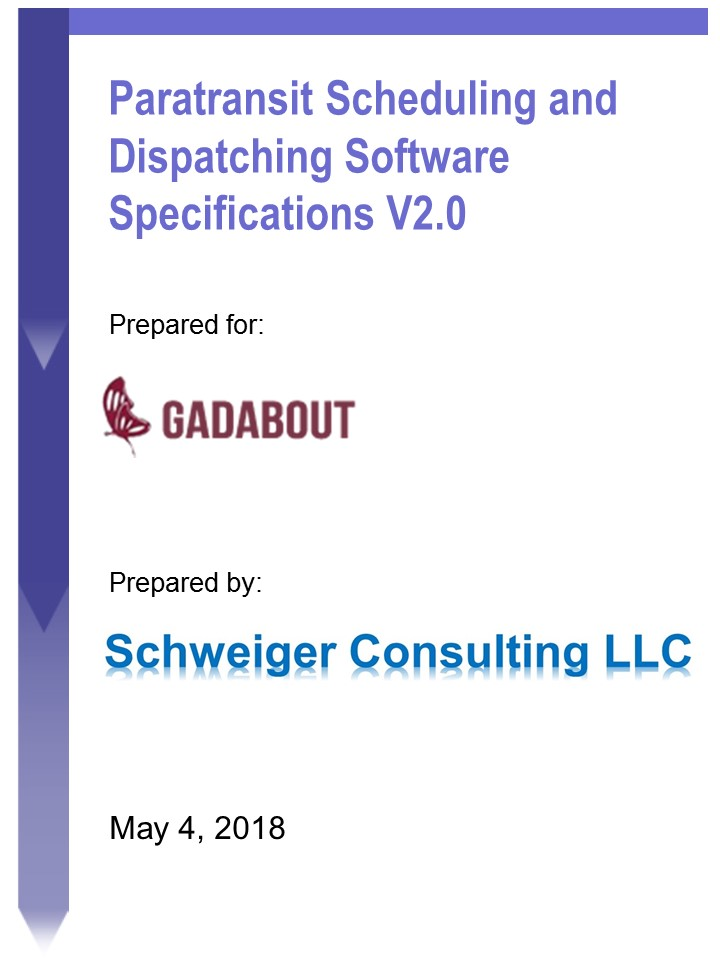 Paratransit Scheduling and
Dispatching Software
Specifications V2.0
Prepared for:
GADABOUT
Prepared by:
Schweiger Consulting LLC
May 4, 2018